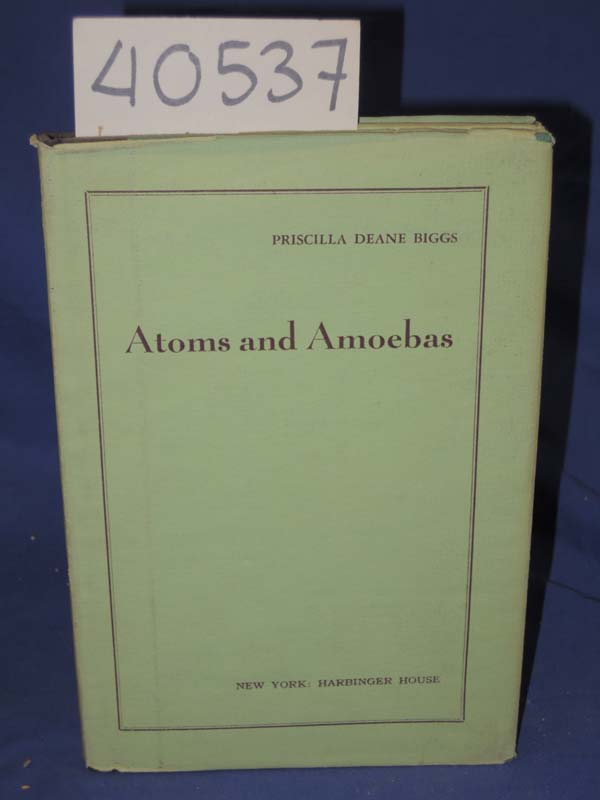 40537
PRISCILLA DEANE BIGGS
Atoms and Amoebas
NEW YORK: HARBINGER HOUSE